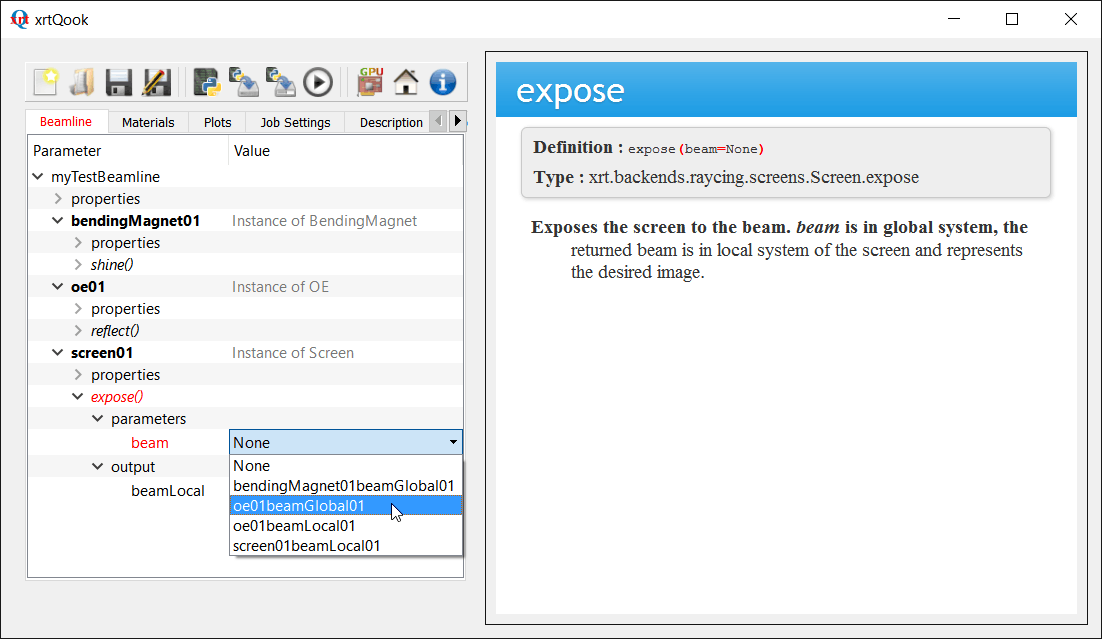 xrt xrtQook
GPU
Beamline Materials Plots Job Settings Description
Parameter Value
myTestBeamline
properties
bendingMagnet01 Instance of BendingMagnet
properties
shine()
oe01 Instance of OE
properties
reflect()
screen01 Instance of Screen
properties
expose()
parameters
beam None
None
output
bendingMagnet01beamGlobal01
beamLocal
oe01beamGlobal01
oe01beamLocal01
screen01beamLocal01
expose
Definition : expose(beam=None)
Type : xrt.backends.raycing.screens.Screen.expose
Exposes the screen to the beam. beam is in global system, the
returned beam is in local system of the screen and represents
the desired image.